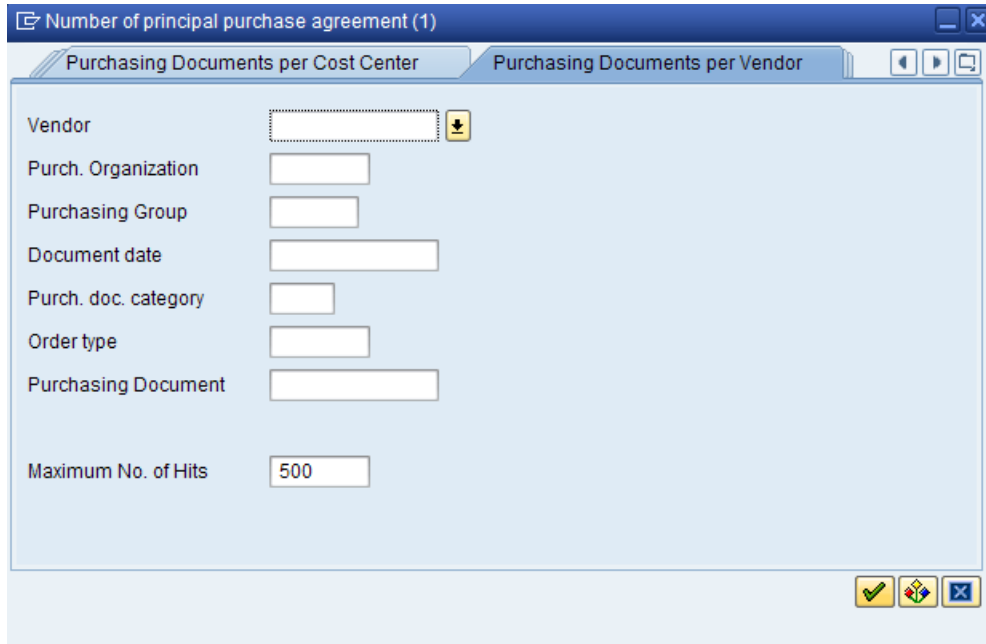 Number of principal purchase agreement (1)
Purchasing Documents per Cost Center Purchasing Documents per Vendor
Vendor
Purch. Organization
Purchasing Group
Document date
Purch. doc. category
Order type
Purchasing Document
Maximum No. of Hits 500